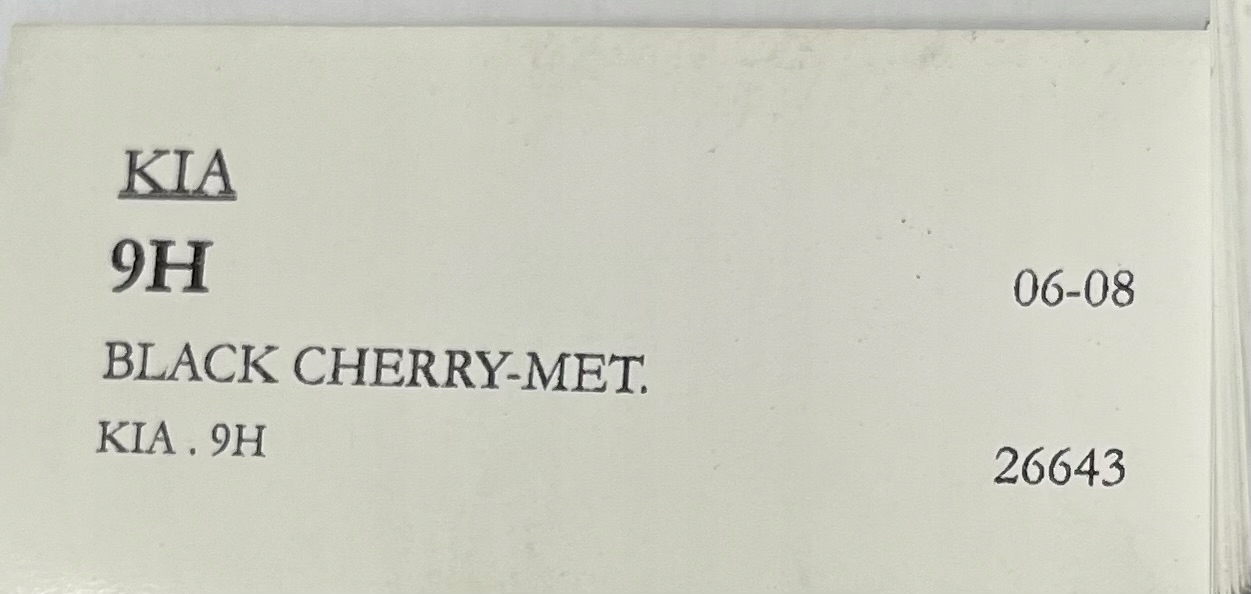 KIA
9H
06-08
BLACK CHERRY-MET.
KIA . 9H
26643